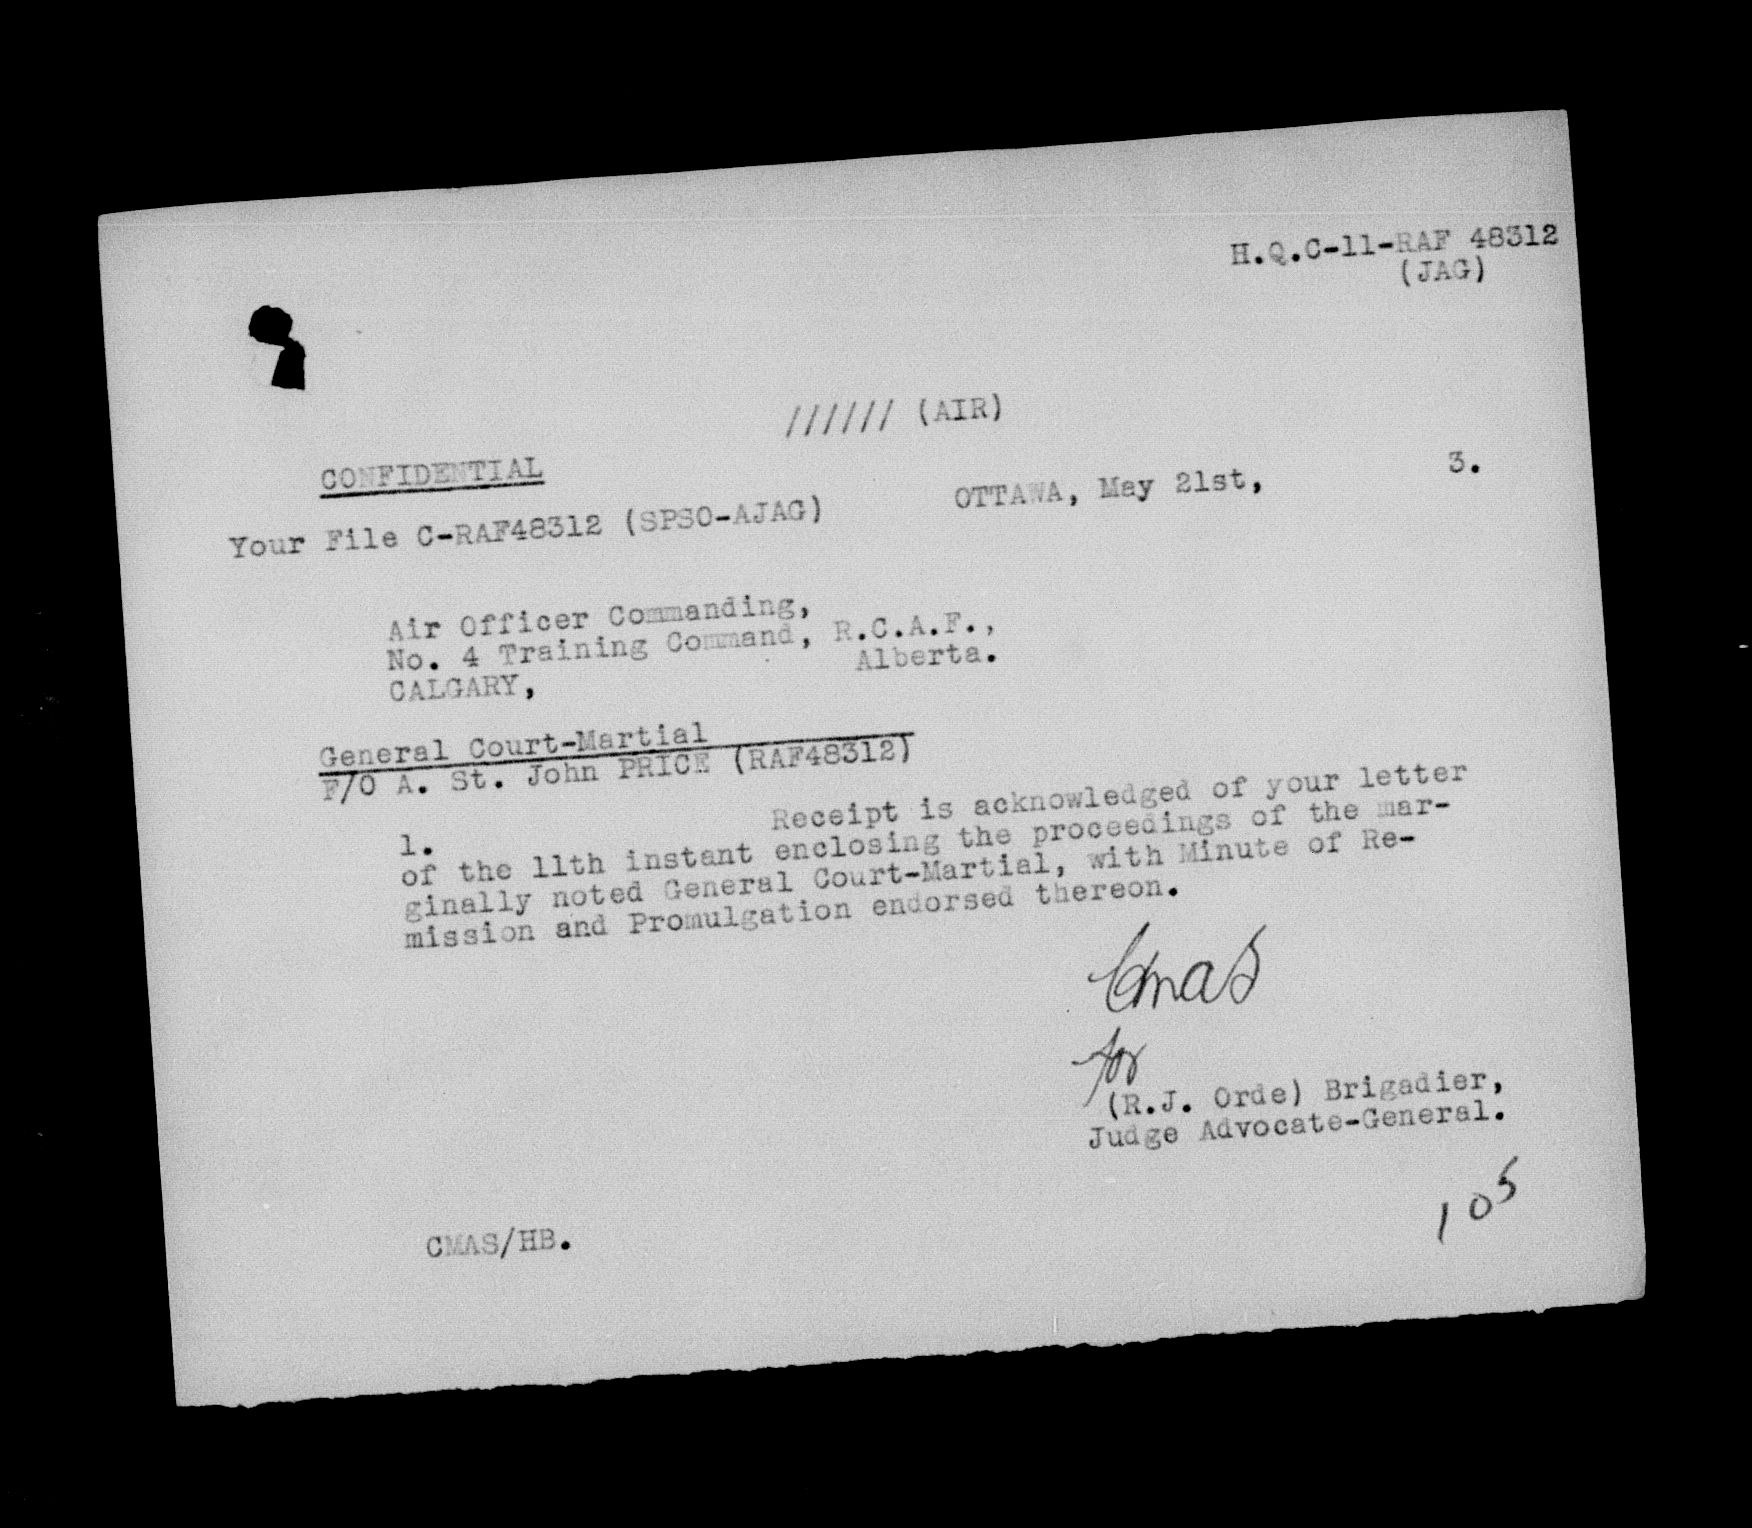 H.Q.C-11-RAF 48312
(JAG)
////// (AIR)
CONFIDENTIAL
OTTAWA, May 21st, 3.
Your File C-RAF48312 (SPSO-AJAG)
Air Officer Commanding,
No. 4 Training Command, R.C.A.F.,
CALGARY, Alberta.
General Court-Martial
F/O A. St. John PRICE (RAF48312)
1. Receipt is acknowledged of your letter
of the 11th instant enclosing the proceedings of the mar-
ginally noted General Court-Martial, with Minute of Re-
mission and Promulgation endorsed thereon.
CmaS
for
(R.J. Orde) Brigadier,
Judge Advocate-General.
105
CMAS/HB.